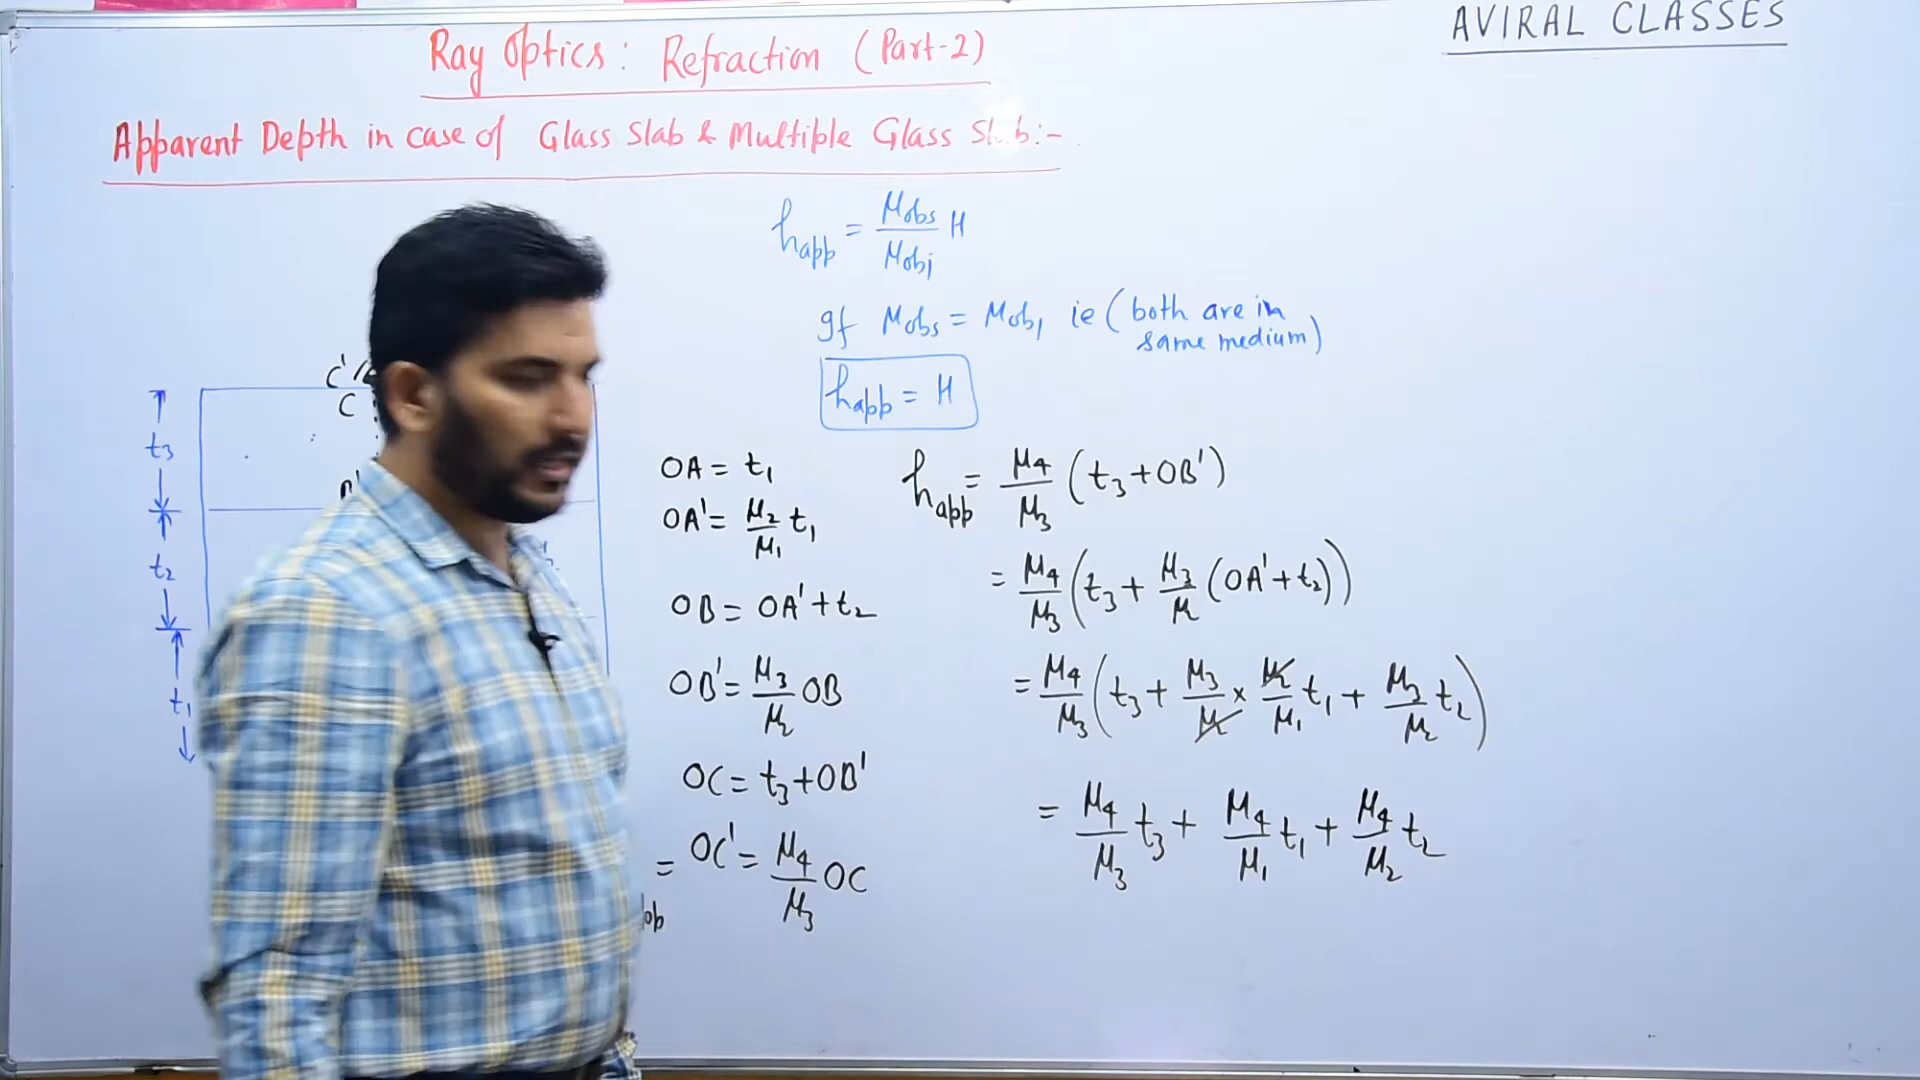 AVIRAL CLASSES
Ray Optics: Refraction (Part-2)
Apparent Depth in case of Glass Slab & Multiple Glass Slab:-
h_app = μ_obs/μ_obj H
If μ_obs = μ_obj ie (both are in same medium)
h_app = H
C'
C
t₃
t₂
t₁
OA = t₁
OA' = μ₂/μ₁ t₁
OB = OA' + t₂
OB' = μ₃/μ₂ OB
OC = t₃ + OB'
= OC' = μ₄/μ₃ OC
h_app = μ₄/μ₃ (t₃ + OB')
= μ₄/μ₃ (t₃ + μ₃/μ (OA' + t₂))
= μ₄/μ₃ (t₃ + μ₃/μ₂ × μ₂/μ₁ t₁ + μ₃/μ₂ t₂)
= μ₄/μ₃ t₃ + μ₄/μ₁ t₁ + μ₄/μ₂ t₂